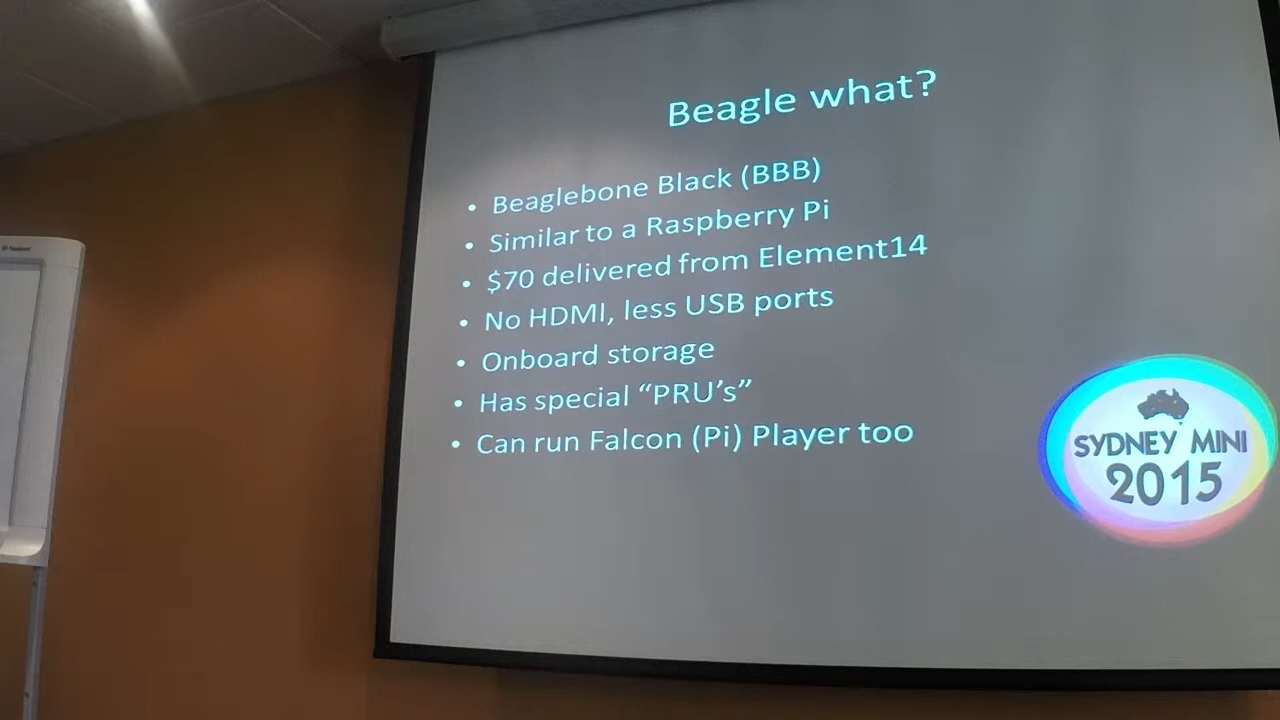 Beagle what?
• Beaglebone Black (BBB)
• Similar to a Raspberry Pi
• $70 delivered from Element14
• No HDMI, less USB ports
• Onboard storage
• Has special “PRU’s”
• Can run Falcon (Pi) Player too
SYDNEY MINI
2015